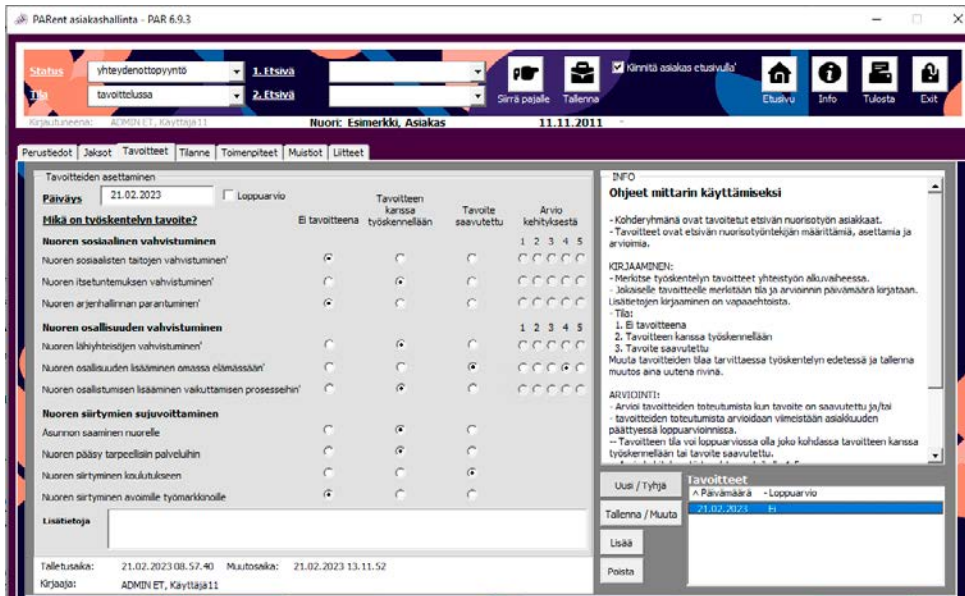 PARent asiakashallinta - PAR 6.9.3
Status yhteydenottopyyntö 1. Etsivä
Tila tavoittelussa 2. Etsivä
Siirrä pajalle Tallenna
Kiinnitä asiakas etusivulla'
Etusivu Info Tulosta Exit
Kirjautuneena: ADMIN ET, Käyttäjä11 Nuori: Esimerkki, Asiakas 11.11.2011 -
Perustiedot Jaksot Tavoitteet Tilanne Toimenpiteet Muistiot Liitteet
Tavoitteiden asettaminen
Päiväys 21.02.2023 Loppuarvio
Mikä on työskentelyn tavoite? Ei tavoitteena Tavoitteen kanssa työskennellään Tavoite saavutettu Arvio kehityksestä
Nuoren sosiaalinen vahvistuminen 1 2 3 4 5
Nuoren sosiaalisten taitojen vahvistuminen'
Nuoren itsetuntemuksen vahvistuminen'
Nuoren arjenhallinnan parantuminen'
Nuoren osallisuuden vahvistuminen 1 2 3 4 5
Nuoren lähiyhteisöjen vahvistuminen'
Nuoren osallisuuden lisääminen omassa elämässään'
Nuoren osallistumisen lisääminen vaikuttamisen prosesseihin'
Nuoren siirtymien sujuvoittaminen
Asunnon saaminen nuorelle
Nuoren pääsy tarpeellisiin palveluihin
Nuoren siirtyminen koulutukseen
Nuoren siirtyminen avoimille työmarkkinoille
Lisätietoja
Talletusaika: 21.02.2023 08.57.40 Muutosaika: 21.02.2023 13.11.52
Kirjaaja: ADMIN ET, Käyttäjä11
INFO
Ohjeet mittarin käyttämiseksi
- Kohderyhmänä ovat tavoitetut etsivän nuorisotyön asiakkaat.
- Tavoitteet ovat etsivän nuorisotyöntekijän määrittämiä, asettamia ja
arvioimia.
KIRJAAMINEN:
- Merkitse työskentelyn tavoitteet yhteistyön alkuvaiheessa.
- Jokaiselle tavoitteelle merkitään tila ja arvioinnin päivämäärä kirjataan.
Lisätietojen kirjaaminen on vapaaehtoista.
- Tila:
1. Ei tavoitteena
2. Tavoitteen kanssa työskennellään
3. Tavoite saavutettu
Muuta tavoitteiden tilaa tarvittaessa työskentelyn edetessä ja tallenna
muutos aina uutena rivinä.
ARVIOINTI:
- Arvioi tavoitteiden toteutumista kun tavoite on saavutettu ja/tai
- tavoitteiden toteutumista arvioidaan viimeistään asiakkuuden
päättyessä loppuarvioinnissa.
-- Tavoitteen tila voi loppuarviossa olla joko kohdassa tavoitteen kanssa
työskennellään tai tavoite saavutettu.
Uusi / Tyhjä
Tallenna / Muuta
Lisää
Poista
Tavoitteet
^ Päivämäärä - Loppuarvio
21.02.2023 Ei